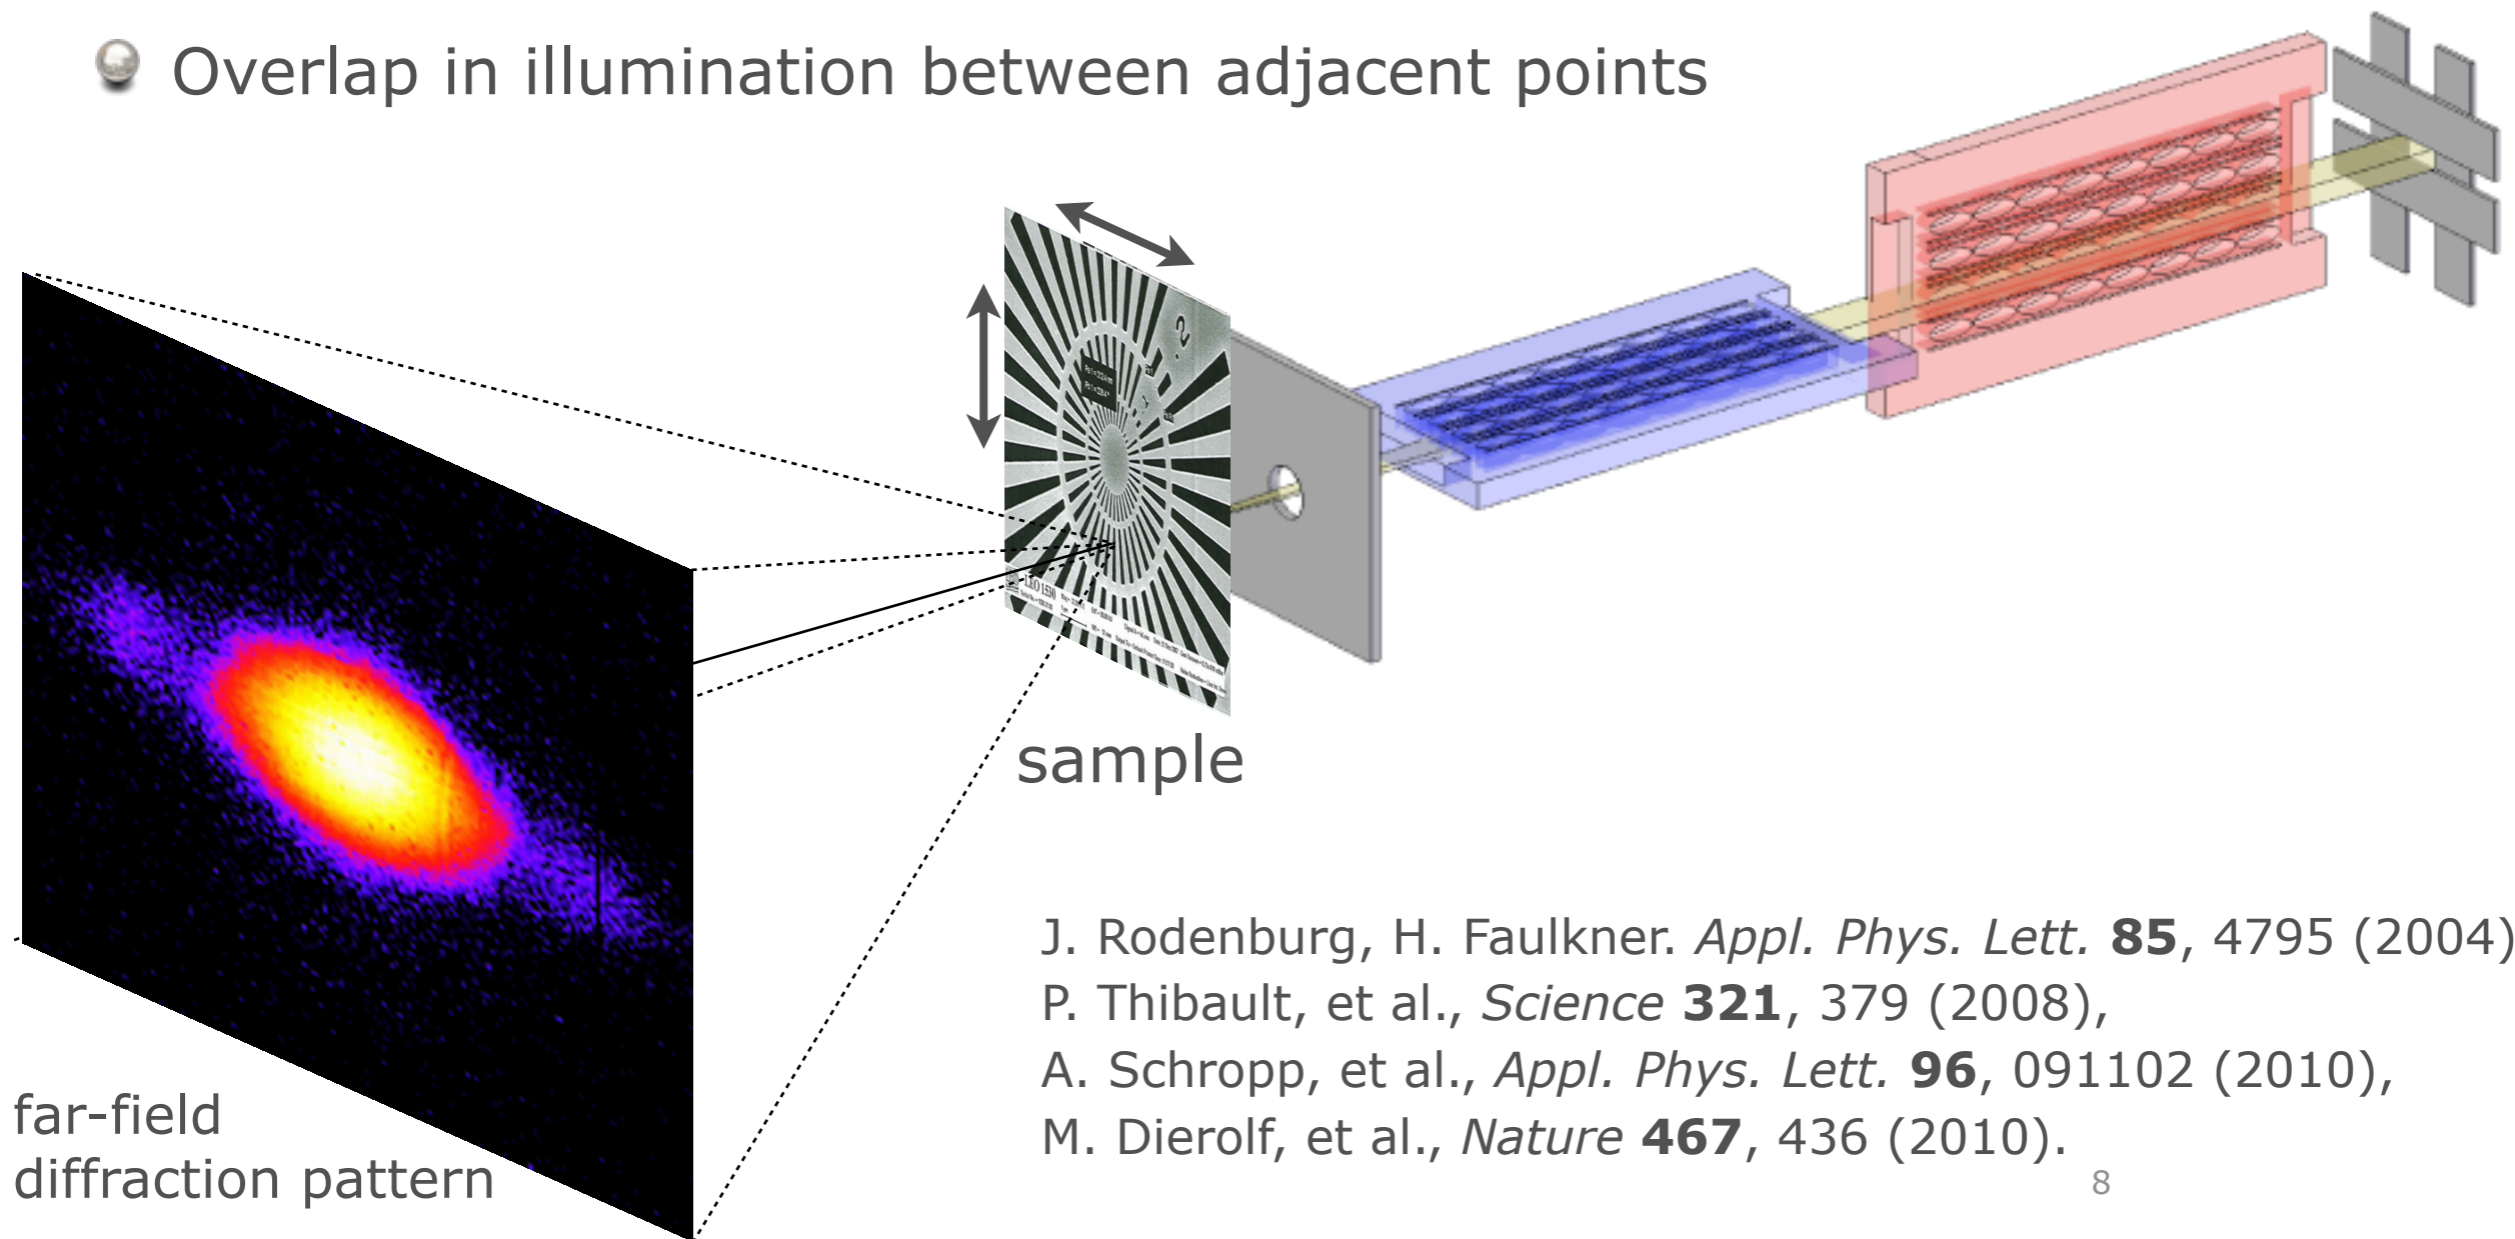 Overlap in illumination between adjacent points
sample
LEO 1530
J. Rodenburg, H. Faulkner. Appl. Phys. Lett. 85, 4795 (2004)
P. Thibault, et al., Science 321, 379 (2008),
A. Schropp, et al., Appl. Phys. Lett. 96, 091102 (2010),
M. Dierolf, et al., Nature 467, 436 (2010).
far-field
diffraction pattern
8